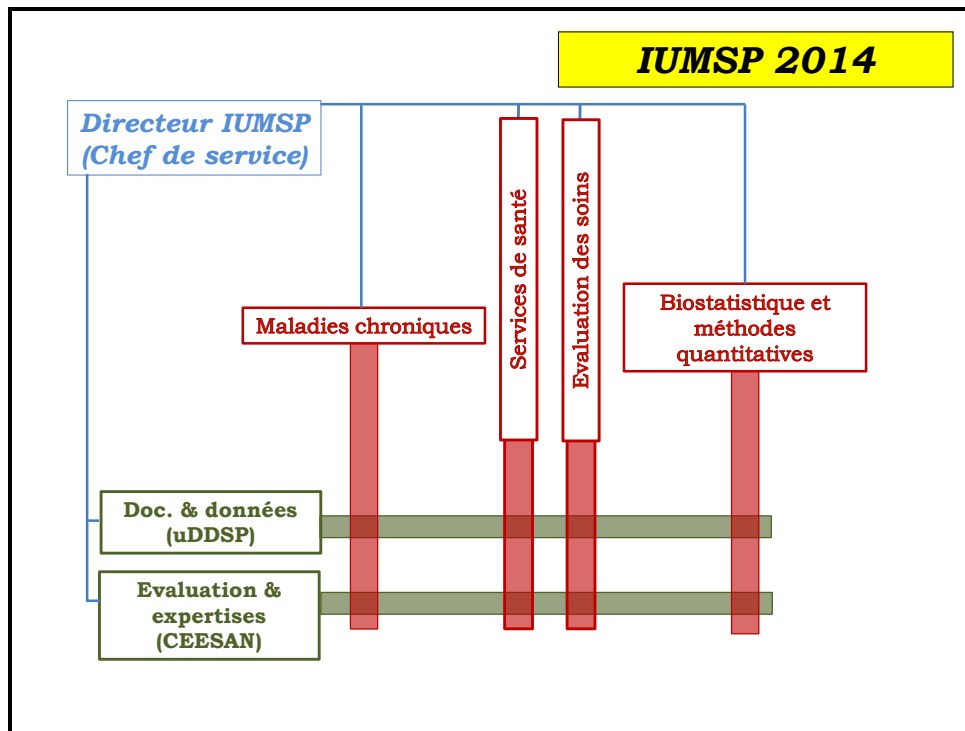 IUMSP 2014
Directeur IUMSP
(Chef de service)
Services de santé
Evaluation des soins
Maladies chroniques
Biostatistique et
méthodes
quantitatives
Doc. & données
(uDDSP)
Evaluation &
expertises
(CEESAN)